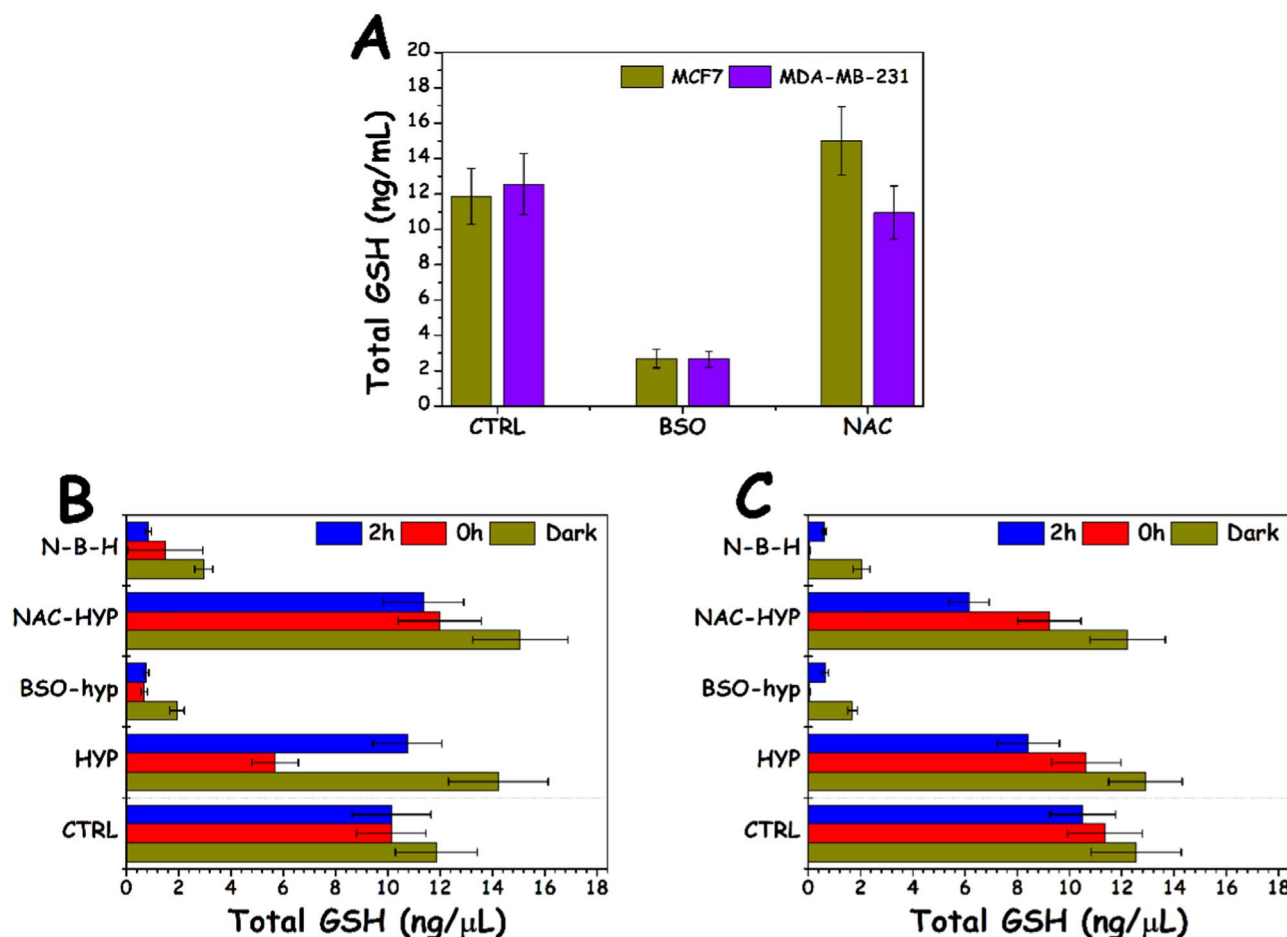 A
Total GSH (ng/mL)
20
18
16
14
12
10
8
6
4
2
0
MCF7 MDA-MB-231
CTRL BSO NAC
B
2h 0h Dark
N-B-H
NAC-HYP
BSO-hyp
HYP
CTRL
0 2 4 6 8 10 12 14 16 18
Total GSH (ng/μL)
C
2h 0h Dark
N-B-H
NAC-HYP
BSO-hyp
HYP
CTRL
0 2 4 6 8 10 12 14 16 18
Total GSH (ng/μL)